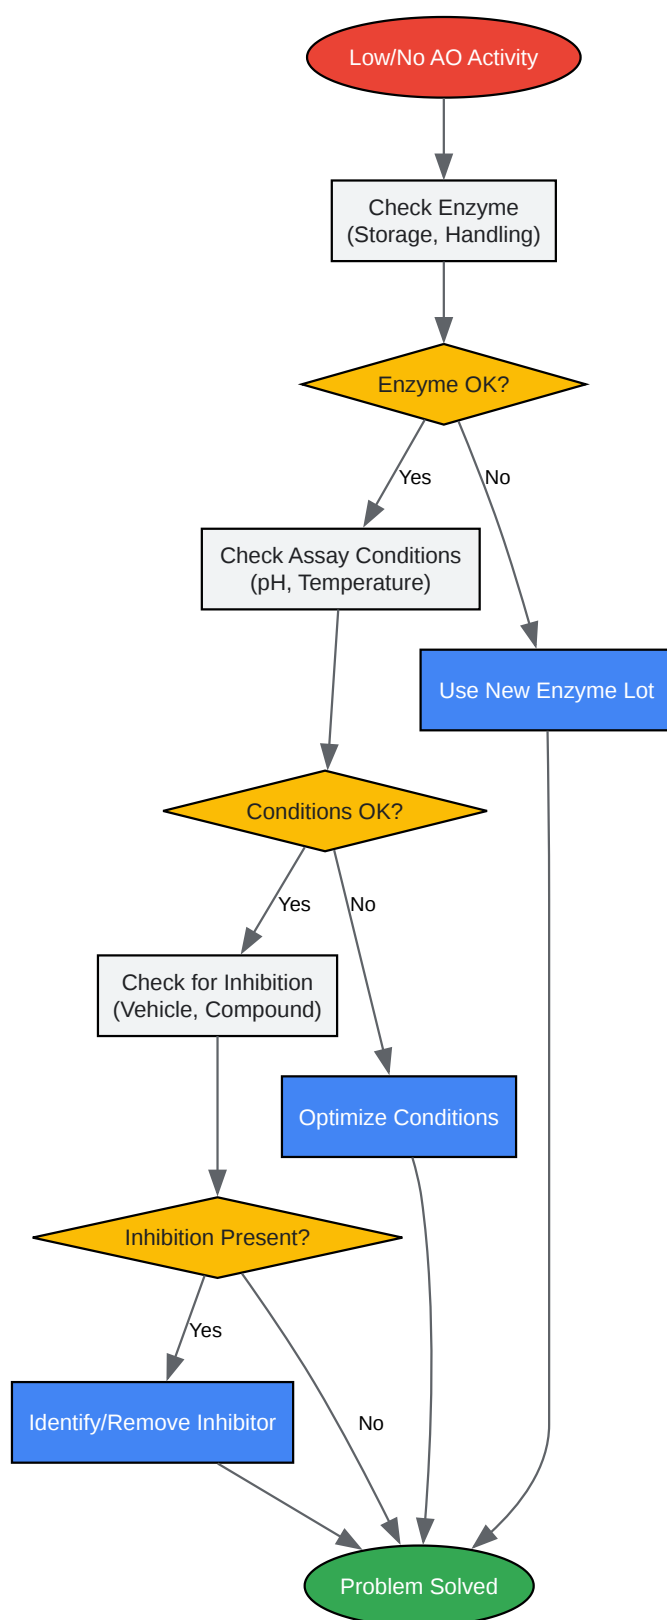 Low/No AO Activity
Check Enzyme
(Storage, Handling)
Enzyme OK?
Yes
No
Check Assay Conditions
(pH, Temperature)
Use New Enzyme Lot
Conditions OK?
Yes
No
Check for Inhibition
(Vehicle, Compound)
Optimize Conditions
Inhibition Present?
Yes
Identify/Remove Inhibitor
No
Problem Solved